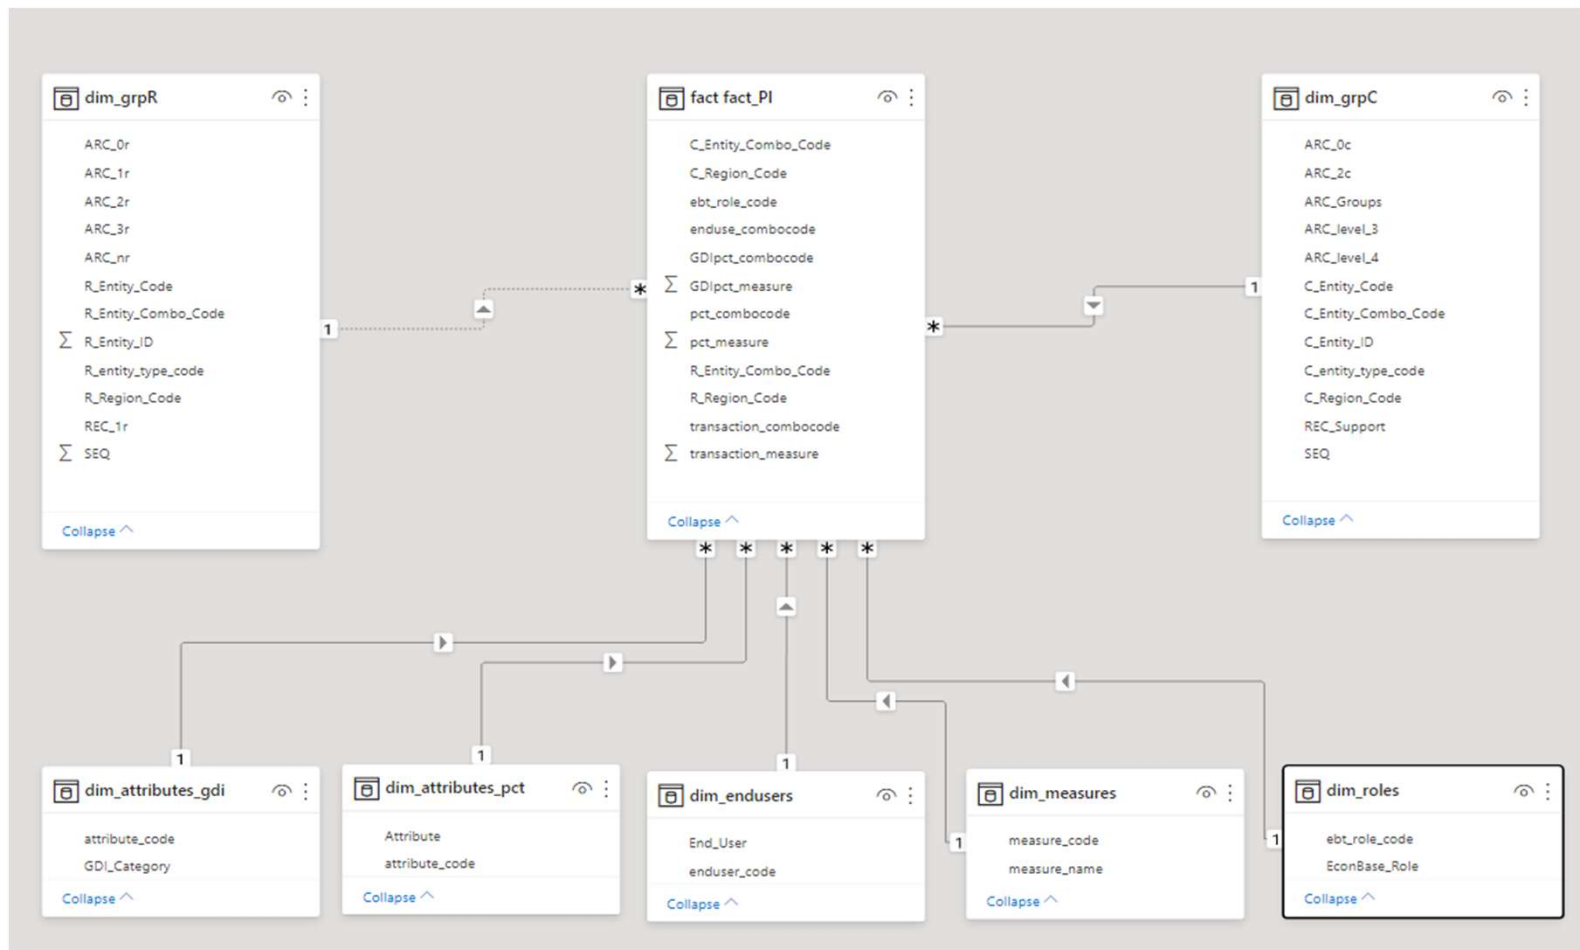 dim_grpR
ARC_0r
ARC_1r
ARC_2r
ARC_3r
ARC_nr
R_Entity_Code
R_Entity_Combo_Code
∑ R_Entity_ID
R_entity_type_code
R_Region_Code
REC_1r
∑ SEQ
Collapse
1
*
fact fact_PI
C_Entity_Combo_Code
C_Region_Code
ebt_role_code
enduse_combocode
GDIpct_combocode
∑ GDIpct_measure
pct_combocode
∑ pct_measure
R_Entity_Combo_Code
R_Region_Code
transaction_combocode
∑ transaction_measure
Collapse
*
1
dim_grpC
ARC_0c
ARC_2c
ARC_Groups
ARC_level_3
ARC_level_4
C_Entity_Code
C_Entity_Combo_Code
C_Entity_ID
C_entity_type_code
C_Region_Code
REC_Support
SEQ
Collapse
* * * * *
1
dim_attributes_gdi
attribute_code
GDI_Category
Collapse
1
dim_attributes_pct
Attribute
attribute_code
Collapse
1
dim_endusers
End_User
enduser_code
Collapse
1
dim_measures
measure_code
measure_name
Collapse
1
dim_roles
ebt_role_code
EconBase_Role
Collapse